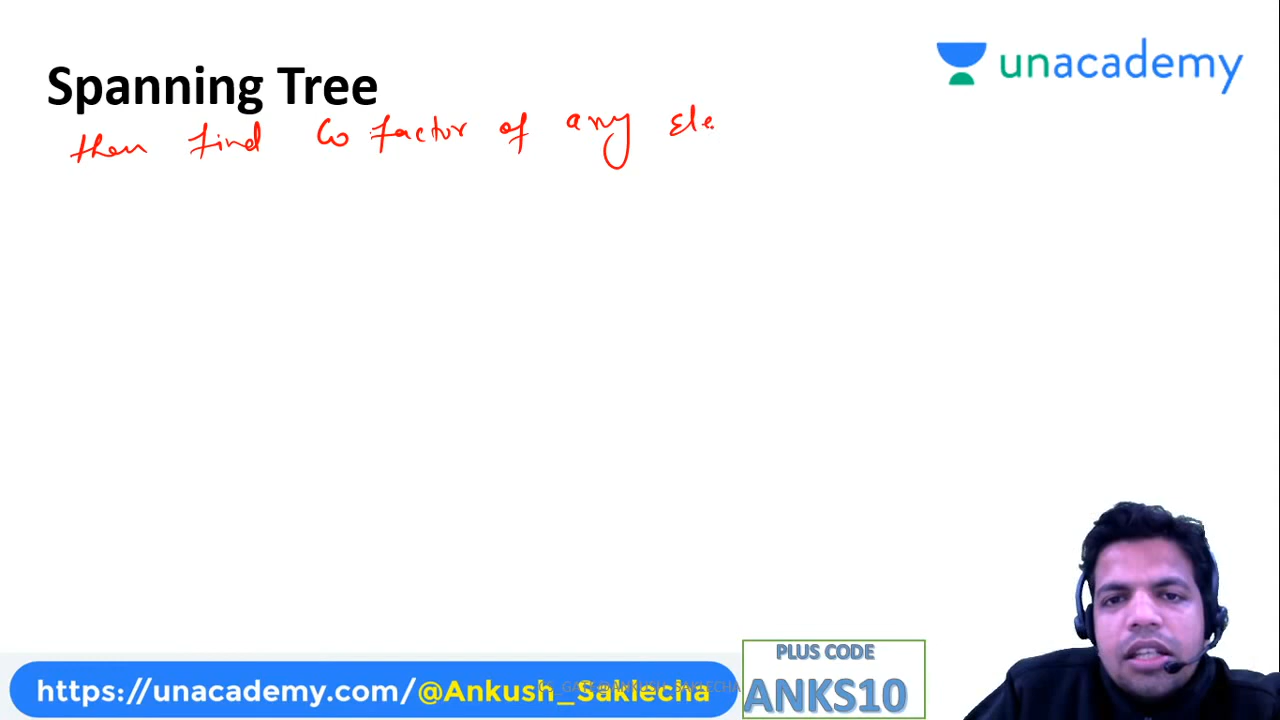 unacademy
Spanning Tree
then find Co factor of any ele
PLUS CODE
https://unacademy.com/@Ankush_Saklecha
ANKS10